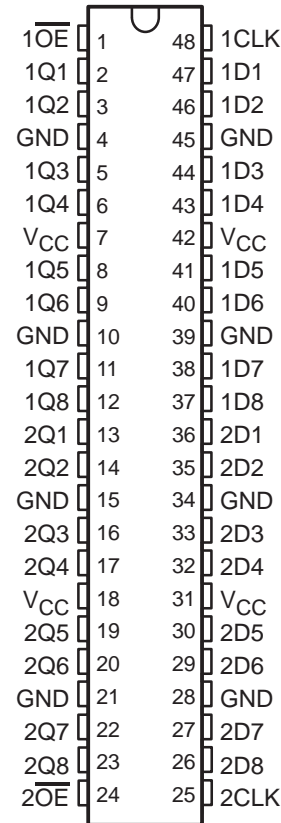 1O̅E̅ 1 48 1CLK
1Q1 2 47 1D1
1Q2 3 46 1D2
GND 4 45 GND
1Q3 5 44 1D3
1Q4 6 43 1D4
VCC 7 42 VCC
1Q5 8 41 1D5
1Q6 9 40 1D6
GND 10 39 GND
1Q7 11 38 1D7
1Q8 12 37 1D8
2Q1 13 36 2D1
2Q2 14 35 2D2
GND 15 34 GND
2Q3 16 33 2D3
2Q4 17 32 2D4
VCC 18 31 VCC
2Q5 19 30 2D5
2Q6 20 29 2D6
GND 21 28 GND
2Q7 22 27 2D7
2Q8 23 26 2D8
2O̅E̅ 24 25 2CLK